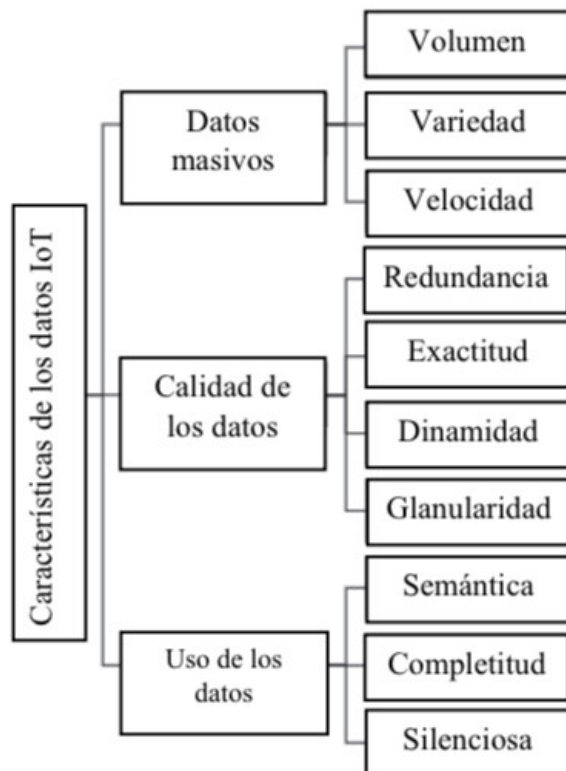 Características de los datos IoT
Datos
masivos
Volumen
Variedad
Velocidad
Calidad de
los datos
Redundancia
Exactitud
Dinamidad
Glanularidad
Uso de los
datos
Semántica
Completitud
Silenciosa